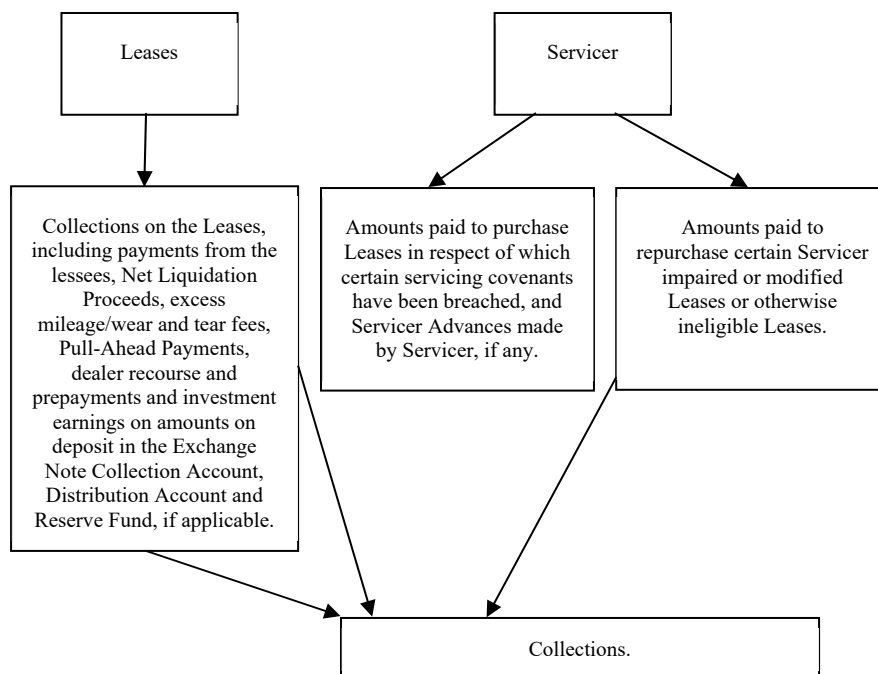 Leases
Servicer
Collections on the Leases,
including payments from the
lessees, Net Liquidation
Proceeds, excess
mileage/wear and tear fees,
Pull-Ahead Payments,
dealer recourse and
prepayments and investment
earnings on amounts on
deposit in the Exchange
Note Collection Account,
Distribution Account and
Reserve Fund, if applicable.
Amounts paid to purchase
Leases in respect of which
certain servicing covenants
have been breached, and
Servicer Advances made
by Servicer, if any.
Amounts paid to
repurchase certain Servicer
impaired or modified
Leases or otherwise
ineligible Leases.
Collections.